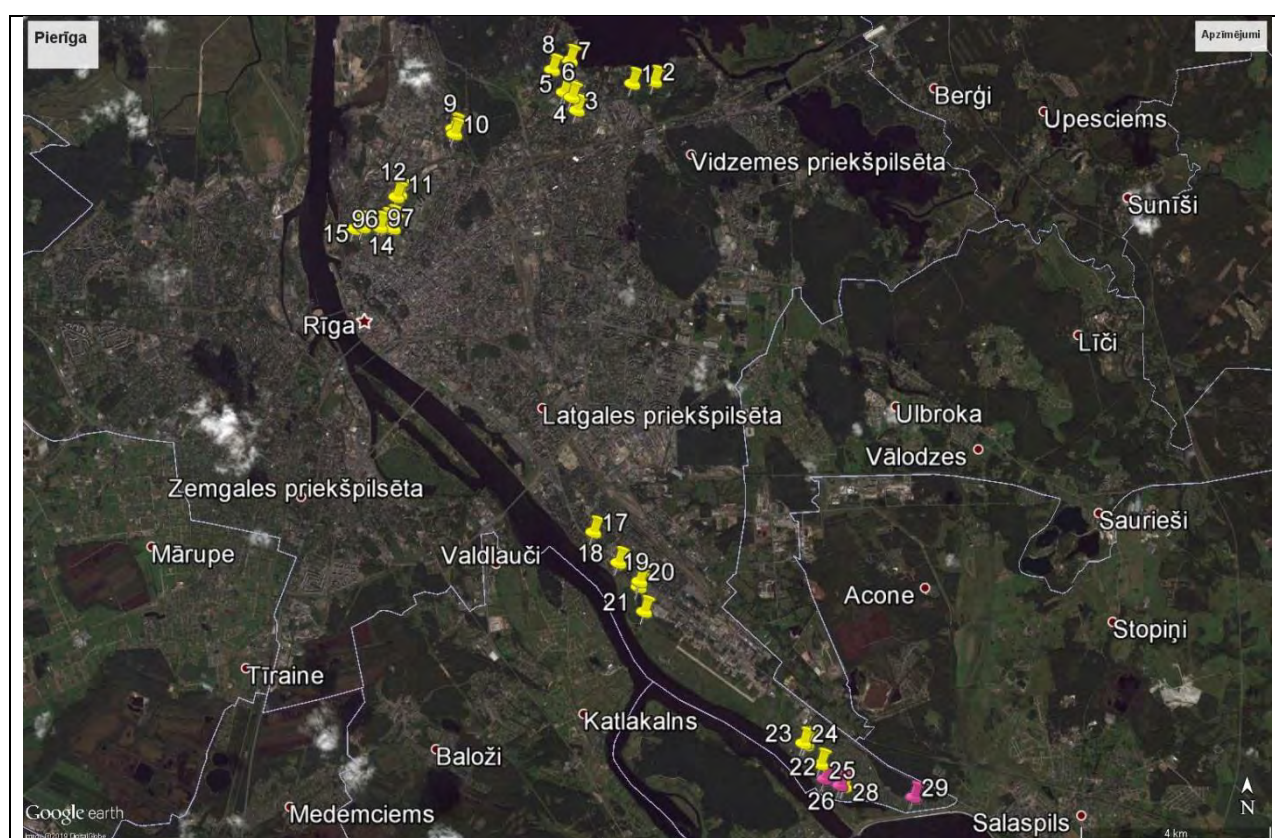 Pierīga
Apzīmējumi
8
7
6
5
1
2
3
4
Berģi
Upesciems
9
10
Vidzemes priekšpilsēta
12
11
Sunīši
96
97
15
14
Rīga
Līči
Latgales priekšpilsēta
Ulbroka
Vālodzes
Zemgales priekšpilsēta
Saurieši
17
Mārupe
Valdlauči
18
19
20
Acone
21
Stopiņi
Tīraine
Katlakalns
23
24
Baloži
22
25
29
26
28
Medemciems
Google earth
N
Salaspils
4 km